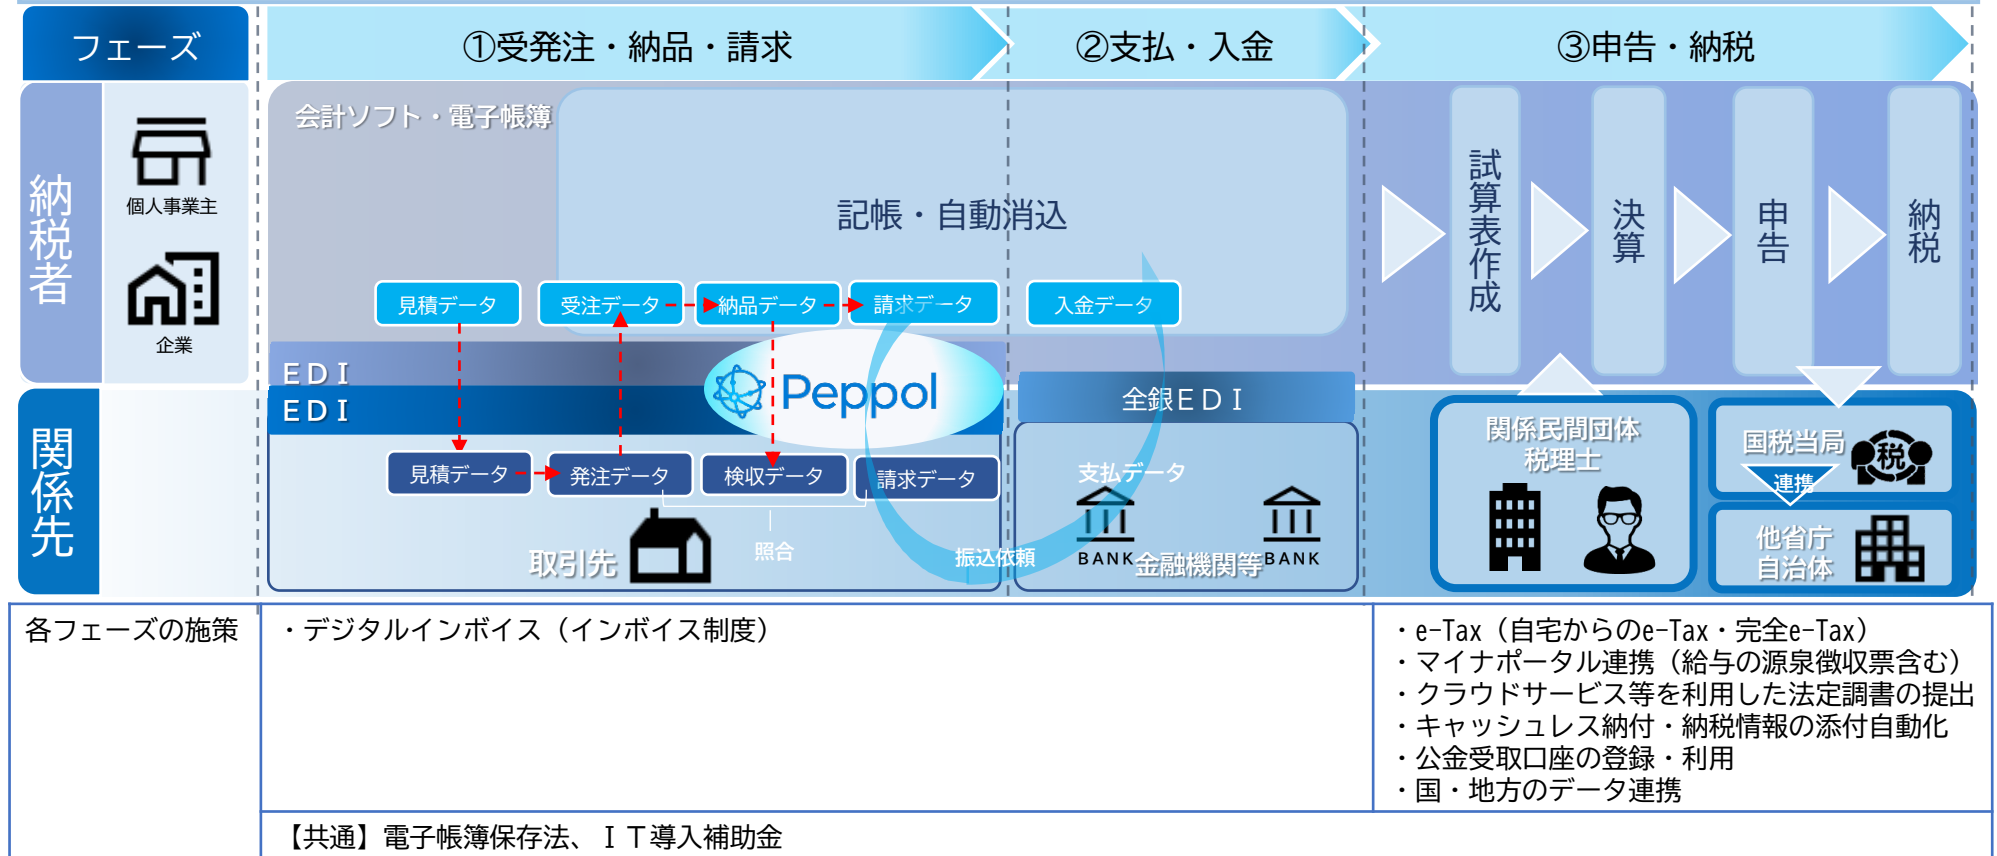 フェーズ
①受発注・納品・請求
②支払・入金
③申告・納税
納税者
個人事業主
企業
会計ソフト・電子帳簿
記帳・自動消込
見積データ
受注データ
納品データ
請求データ
入金データ
試算表作成
決算
申告
納税
ＥＤＩ
ＥＤＩ
Peppol
全銀ＥＤＩ
関係先
見積データ
発注データ
検収データ
請求データ
照合
取引先
振込依頼
支払データ
BANK
金融機関等
BANK
関係民間団体
税理士
国税当局
税
連携
他省庁
自治体
各フェーズの施策
・デジタルインボイス（インボイス制度）
・e-Tax（自宅からのe-Tax・完全e-Tax）
・マイナポータル連携（給与の源泉徴収票含む）
・クラウドサービス等を利用した法定調書の提出
・キャッシュレス納付・納税情報の添付自動化
・公金受取口座の登録・利用
・国・地方のデータ連携
【共通】電子帳簿保存法、ＩＴ導入補助金